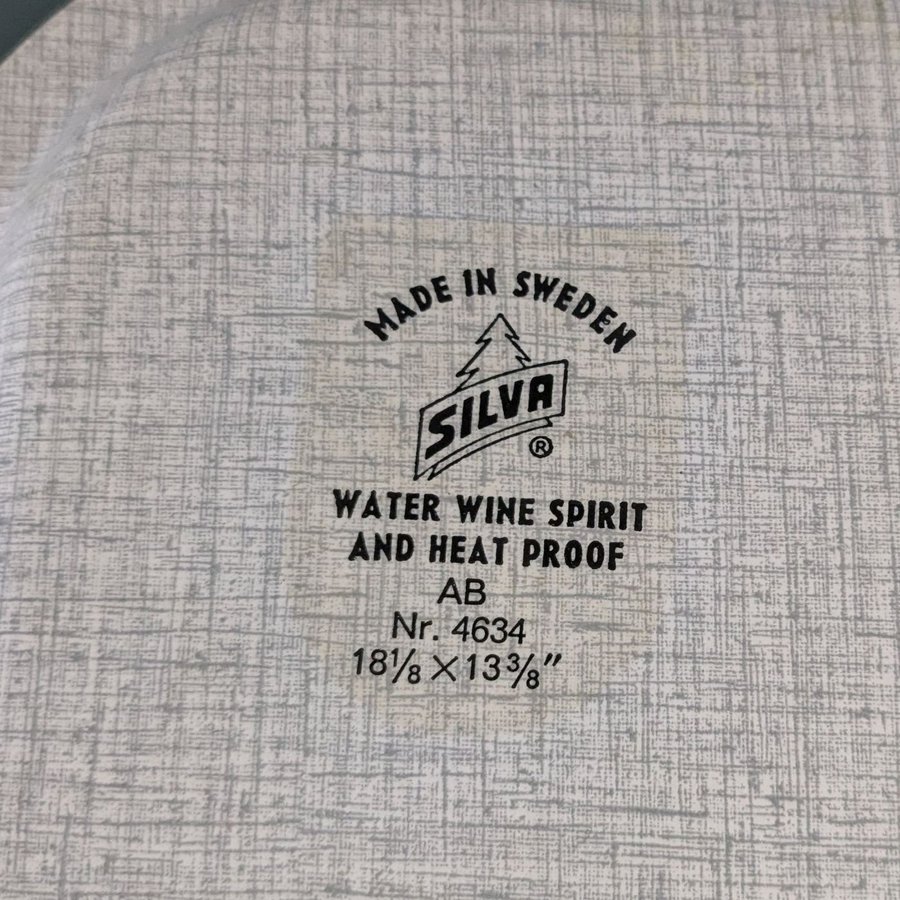 MADE IN SWEDEN
SILVA
®
WATER WINE SPIRIT
AND HEAT PROOF
AB
Nr. 4634
18⅛ × 13⅜"